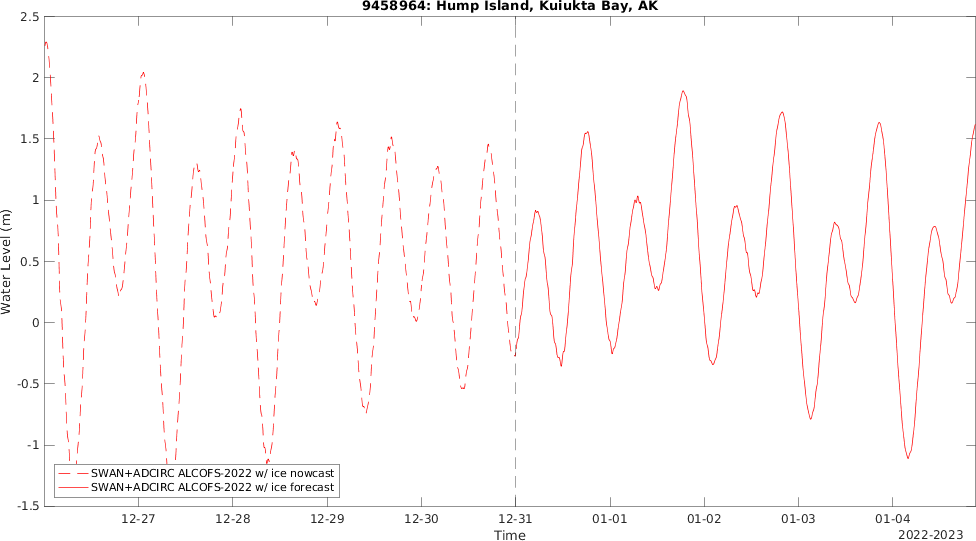 9458964: Hump Island, Kuiukta Bay, AK
Water Level (m)
2.5
2
1.5
1
0.5
0
-0.5
-1
-1.5
SWAN+ADCIRC ALCOFS-2022 w/ ice nowcast
SWAN+ADCIRC ALCOFS-2022 w/ ice forecast
12-27 12-28 12-29 12-30 12-31 01-01 01-02 01-03 01-04
Time
2022-2023